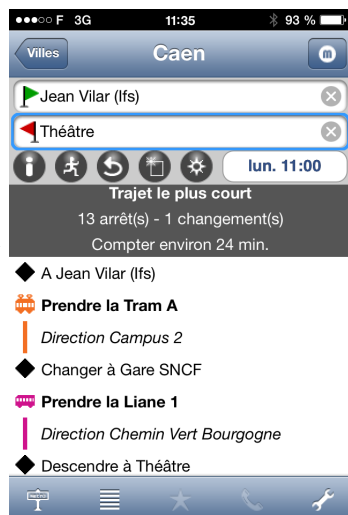 F 3G 11:35 93 %
Villes Caen m
Jean Vilar (Ifs)
Théâtre
lun. 11:00
Trajet le plus court
13 arrêt(s) - 1 changement(s)
Compter environ 24 min.
A Jean Vilar (Ifs)
Prendre la Tram A
Direction Campus 2
Changer à Gare SNCF
Prendre la Liane 1
Direction Chemin Vert Bourgogne
Descendre à Théâtre